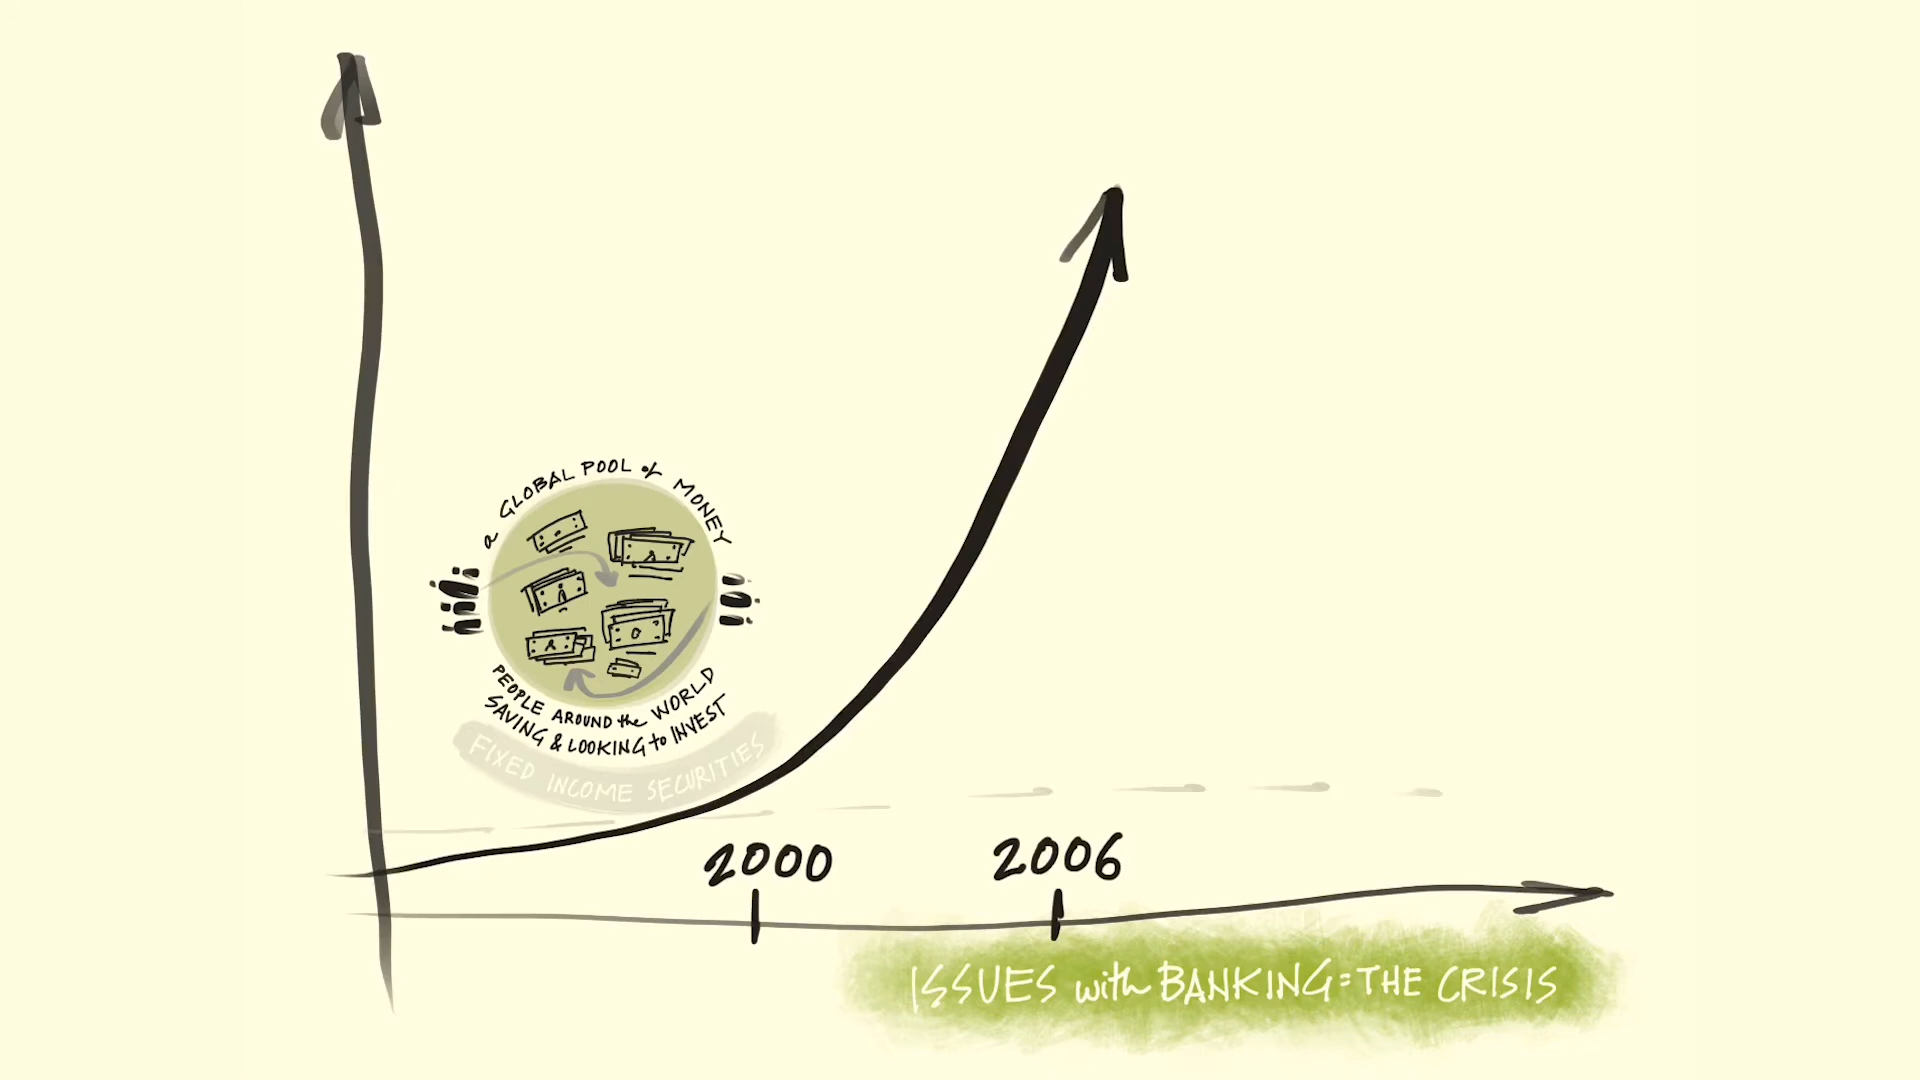 a GLOBAL POOL of MONEY
PEOPLE AROUND the WORLD
SAVING & LOOKING to INVEST
FIXED INCOME SECURITIES
2000
2006
ISSUES with BANKING = THE CRISIS